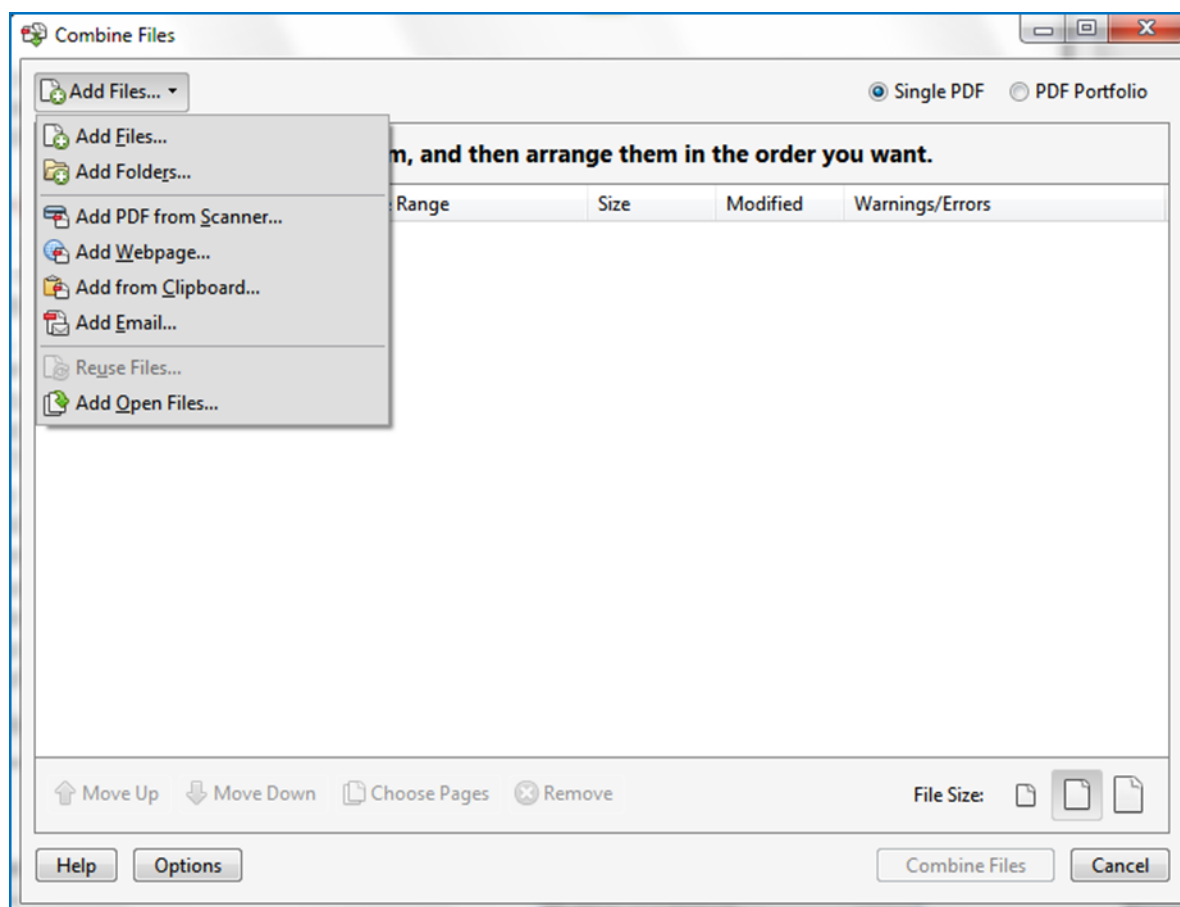 Combine Files
Add Files...
Single PDF PDF Portfolio
Add Files...
Add Folders...
Add PDF from Scanner...
Add Webpage...
Add from Clipboard...
Add Email...
Reuse Files...
Add Open Files...
, and then arrange them in the order you want.
Range Size Modified Warnings/Errors
Move Up Move Down Choose Pages Remove File Size:
Help Options Combine Files Cancel